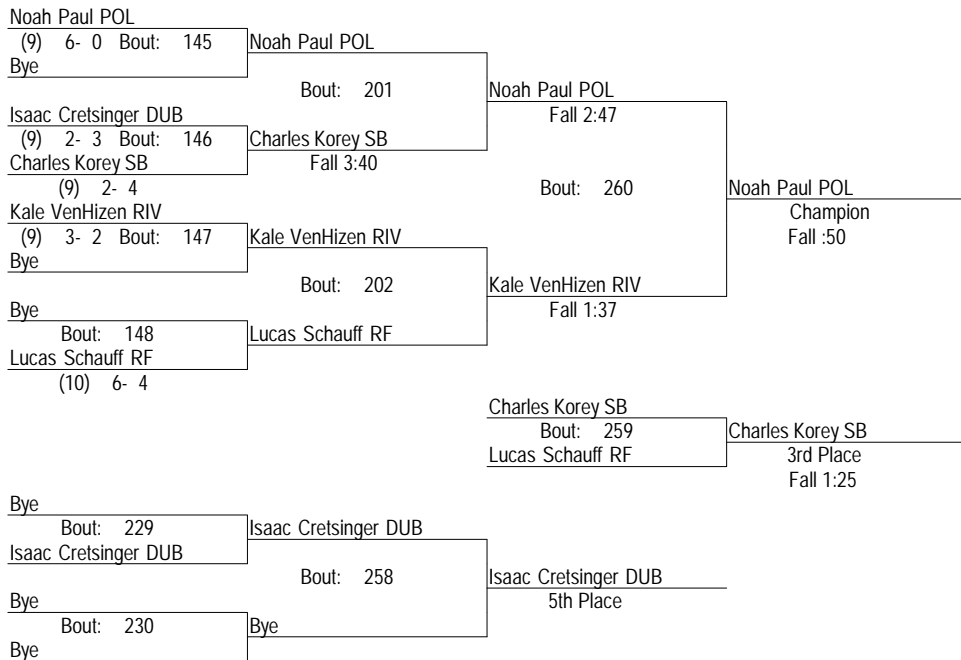 Noah Paul POL
(9) 6- 0 Bout: 145
Noah Paul POL
Bye
Bout: 201
Noah Paul POL
Fall 2:47
Isaac Cretsinger DUB
(9) 2- 3 Bout: 146
Charles Korey SB
Charles Korey SB
Fall 3:40
(9) 2- 4
Bout: 260
Noah Paul POL
Champion
Fall :50
Kale VenHizen RIV
(9) 3- 2 Bout: 147
Kale VenHizen RIV
Bye
Bout: 202
Kale VenHizen RIV
Fall 1:37
Bye
Bout: 148
Lucas Schauff RF
Lucas Schauff RF
(10) 6- 4
Charles Korey SB
Bout: 259
Charles Korey SB
Lucas Schauff RF
3rd Place
Fall 1:25
Bye
Bout: 229
Isaac Cretsinger DUB
Isaac Cretsinger DUB
Bout: 258
Isaac Cretsinger DUB
5th Place
Bye
Bout: 230
Bye
Bye